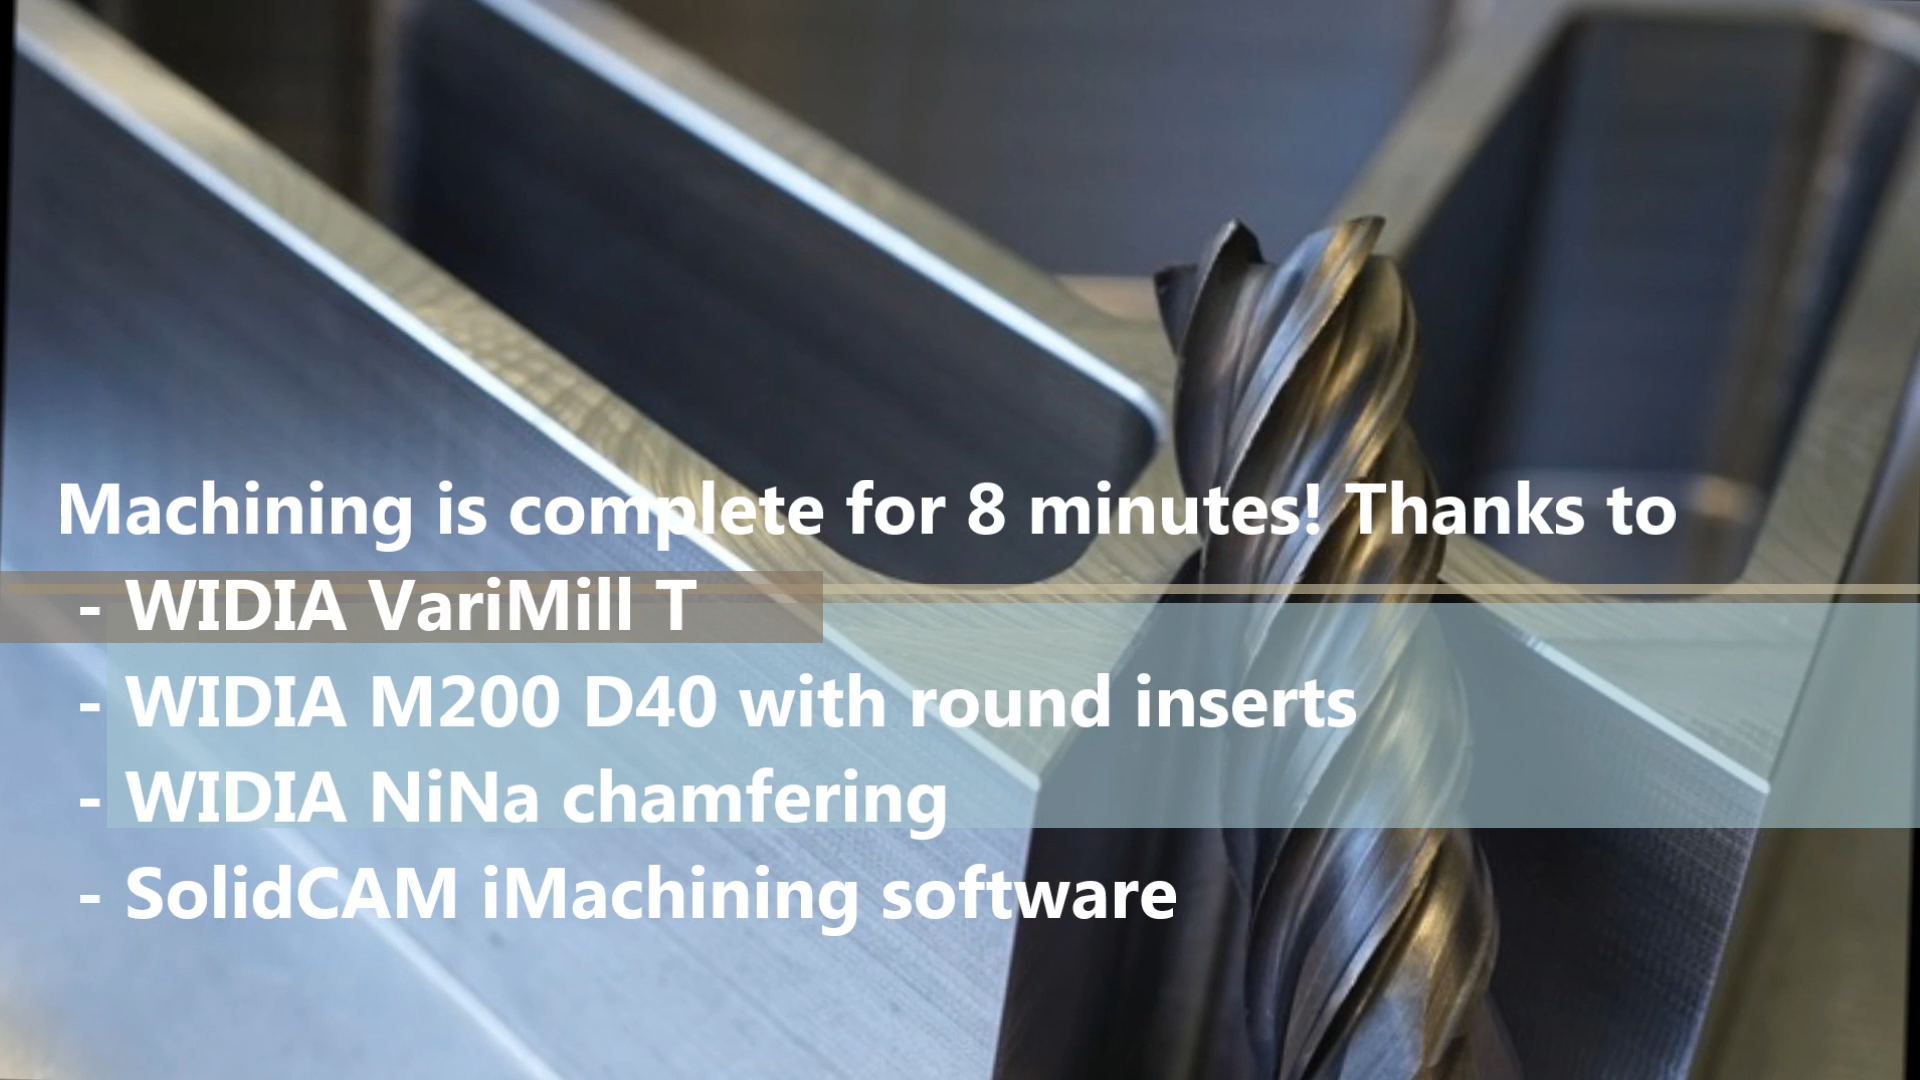 Machining is complete for 8 minutes! Thanks to
- WIDIA VariMill T
- WIDIA M200 D40 with round inserts
- WIDIA NiNa chamfering
- SolidCAM iMachining software